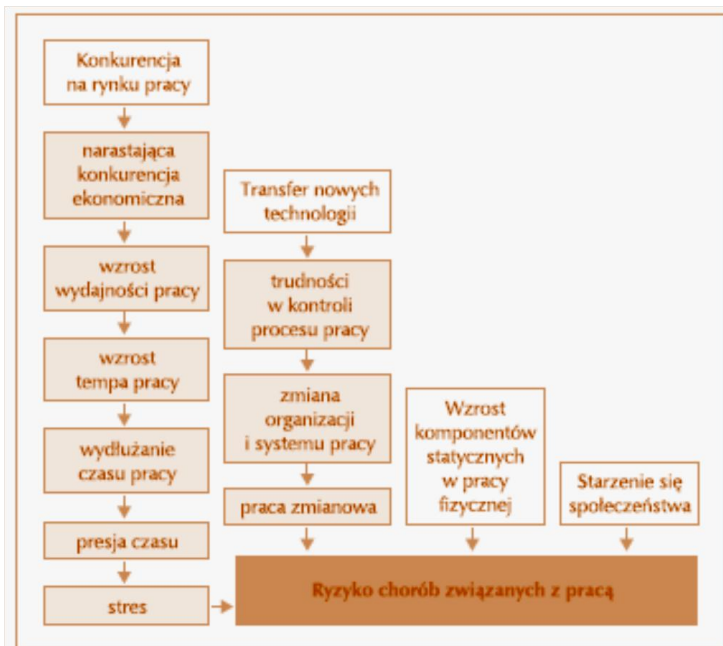 Konkurencja
na rynku pracy
narastająca
konkurencja
ekonomiczna
wzrost
wydajności pracy
wzrost
tempa pracy
wydłużanie
czasu pracy
presja czasu
stres
Transfer nowych
technologii
trudności
w kontroli
procesu pracy
zmiana
organizacji
i systemu pracy
praca zmianowa
Wzrost
komponentów
statycznych
w pracy
fizycznej
Starzenie się
społeczeństwa
Ryzyko chorób związanych z pracą